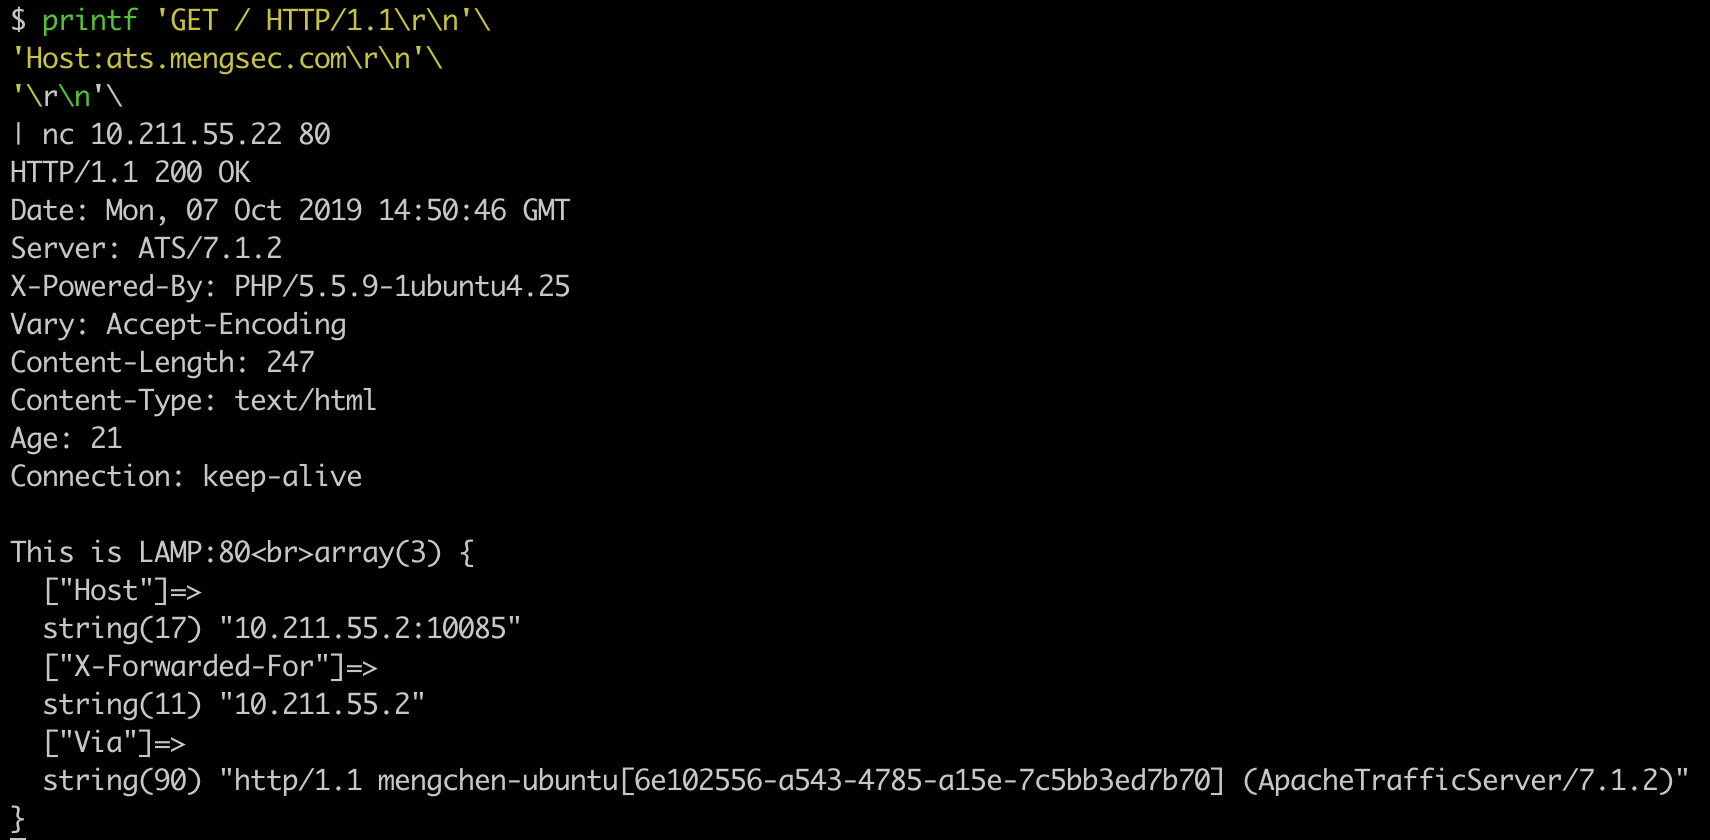 $ printf 'GET / HTTP/1.1\r\n'\
'Host:ats.mengsec.com\r\n'\
'\r\n'\
| nc 10.211.55.22 80
HTTP/1.1 200 OK
Date: Mon, 07 Oct 2019 14:50:46 GMT
Server: ATS/7.1.2
X-Powered-By: PHP/5.5.9-1ubuntu4.25
Vary: Accept-Encoding
Content-Length: 247
Content-Type: text/html
Age: 21
Connection: keep-alive

This is LAMP:80<br>array(3) {
  ["Host"]=>
  string(17) "10.211.55.2:10085"
  ["X-Forwarded-For"]=>
  string(11) "10.211.55.2"
  ["Via"]=>
  string(90) "http/1.1 mengchen-ubuntu[6e102556-a543-4785-a15e-7c5bb3ed7b70] (ApacheTrafficServer/7.1.2)"
}